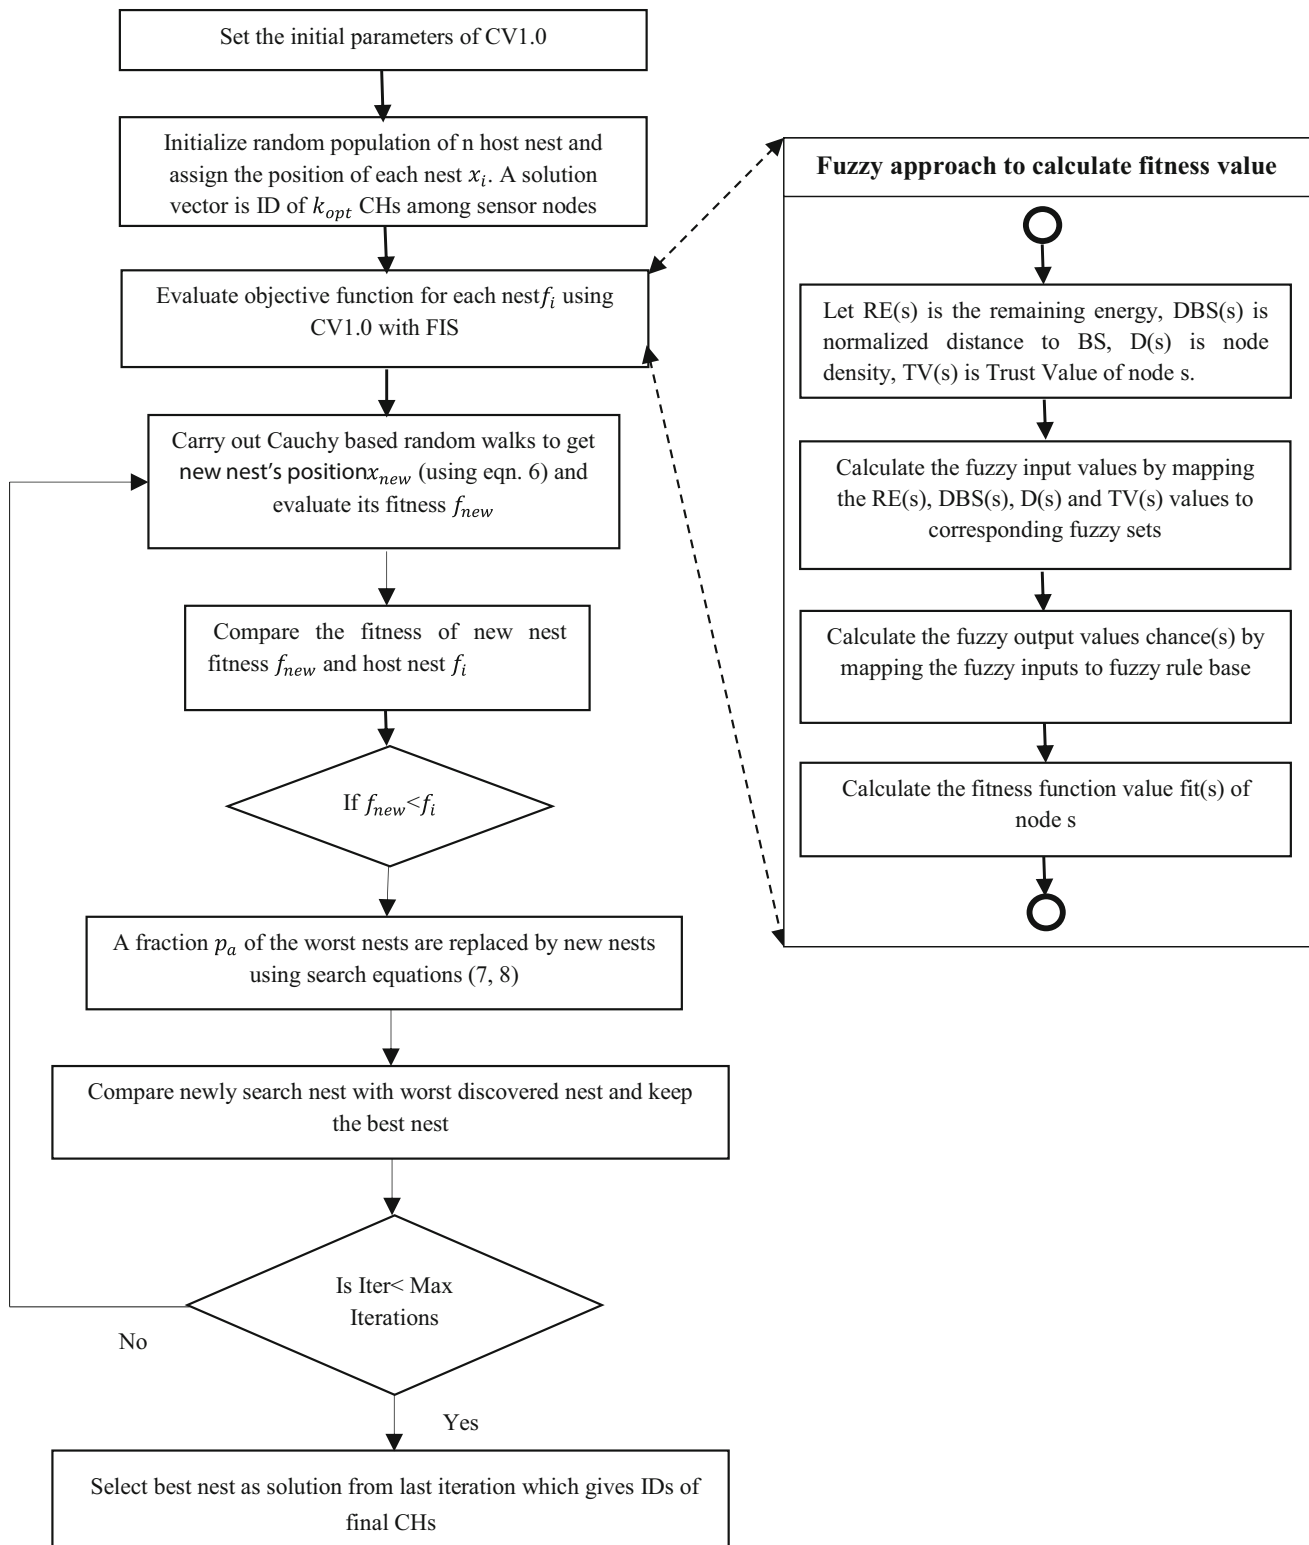 Set the initial parameters of CV1.0
Initialize random population of n host nest and
assign the position of each nest x_i. A solution
vector is ID of k_opt CHs among sensor nodes
Evaluate objective function for each nest f_i using
CV1.0 with FIS
Carry out Cauchy based random walks to get
new nest's position x_new (using eqn. 6) and
evaluate its fitness f_new
Compare the fitness of new nest
fitness f_new and host nest f_i
If f_new<f_i
A fraction p_a of the worst nests are replaced by new nests
using search equations (7, 8)
Compare newly search nest with worst discovered nest and keep
the best nest
Is Iter< Max
Iterations
No
Yes
Select best nest as solution from last iteration which gives IDs of
final CHs
Fuzzy approach to calculate fitness value
Let RE(s) is the remaining energy, DBS(s) is
normalized distance to BS, D(s) is node
density, TV(s) is Trust Value of node s.
Calculate the fuzzy input values by mapping
the RE(s), DBS(s), D(s) and TV(s) values to
corresponding fuzzy sets
Calculate the fuzzy output values chance(s) by
mapping the fuzzy inputs to fuzzy rule base
Calculate the fitness function value fit(s) of
node s